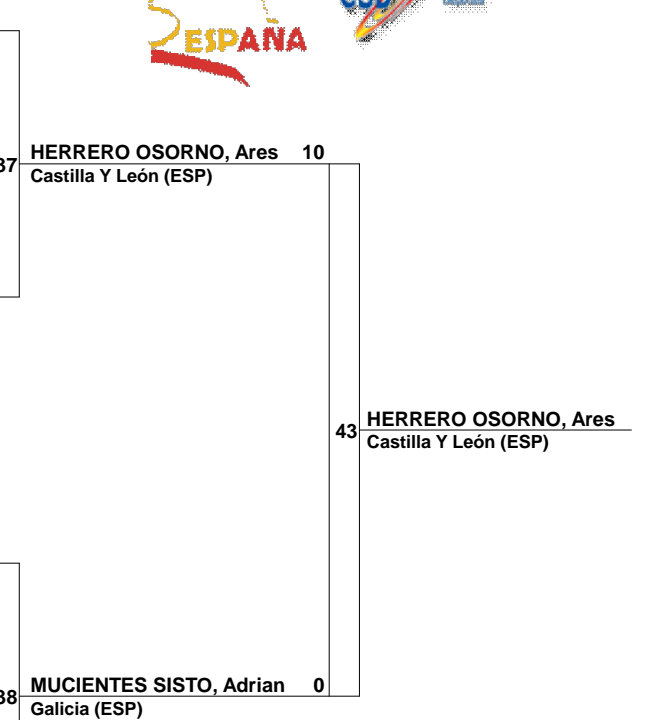 ESPAÑA
CSD
37
HERRERO OSORNO, Ares 10
Castilla Y León (ESP)
43
HERRERO OSORNO, Ares
Castilla Y León (ESP)
38
MUCIENTES SISTO, Adrian 0
Galicia (ESP)